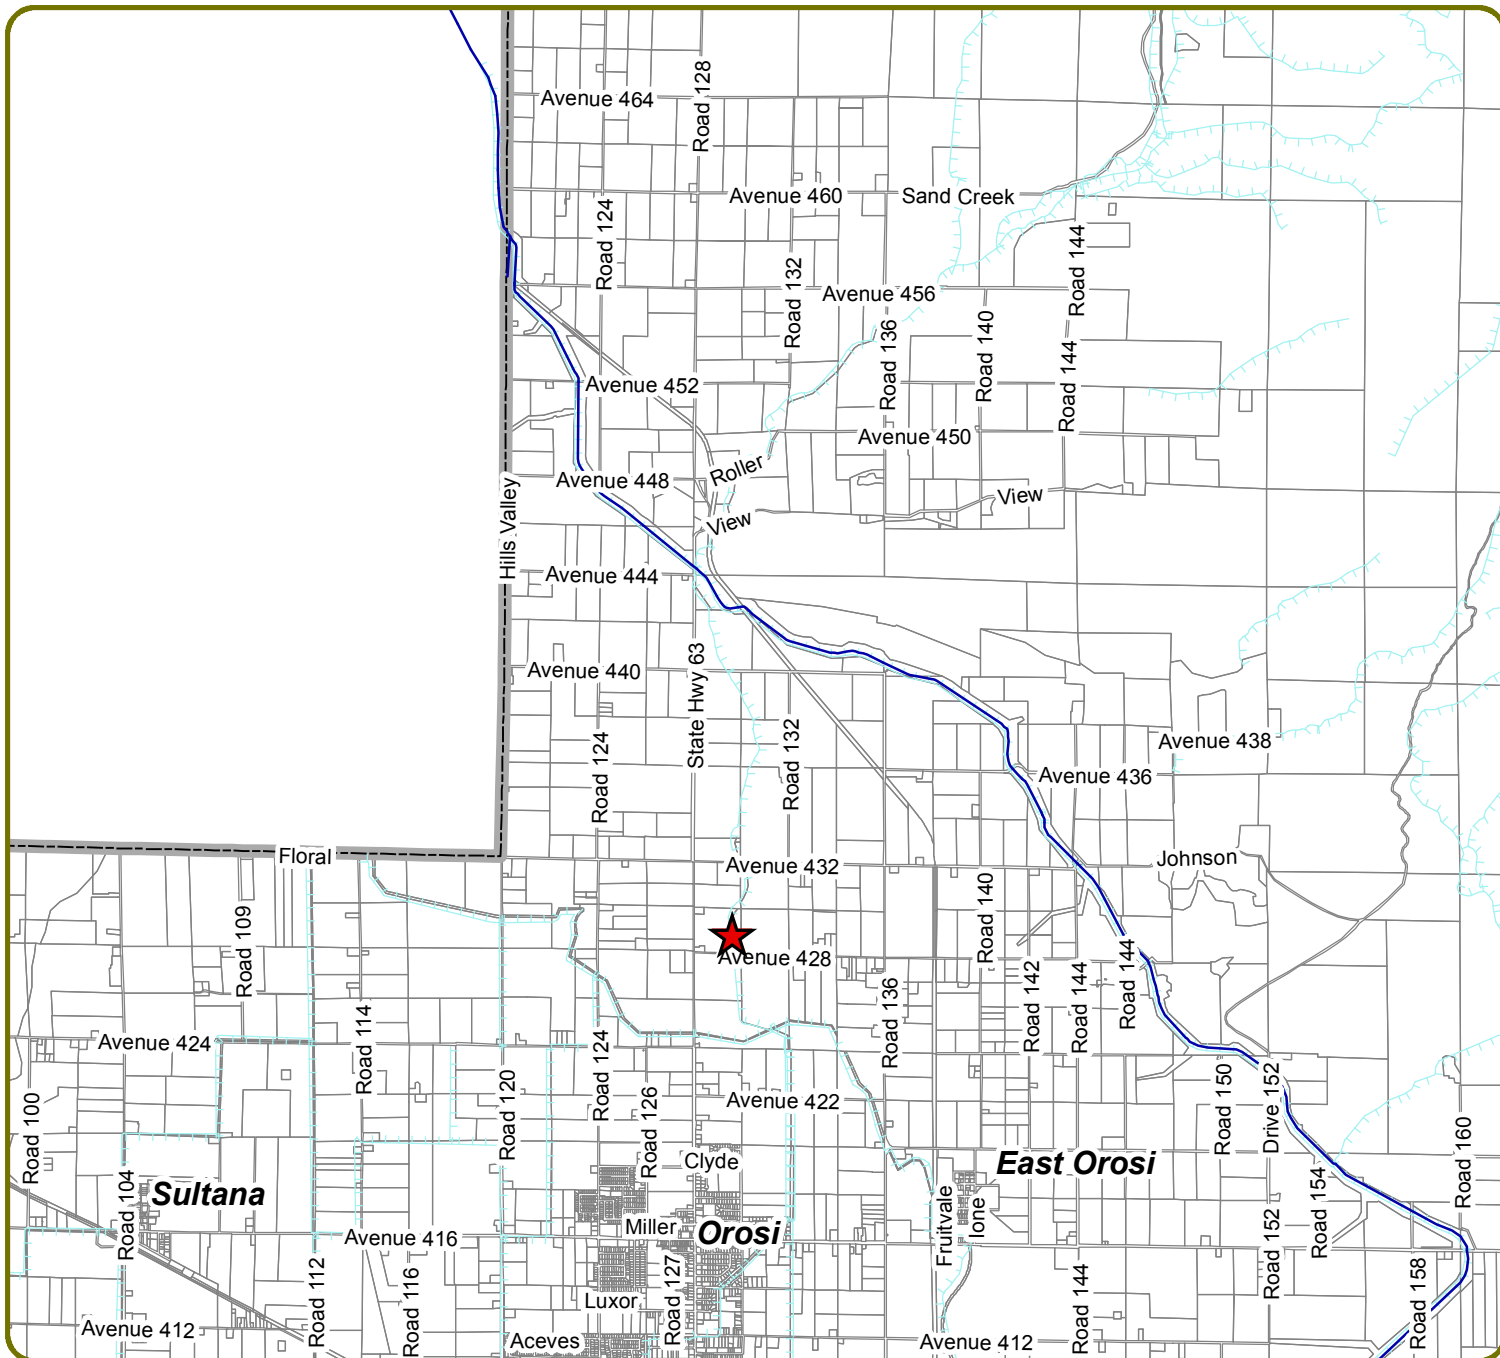 Road 128
Avenue 464
Avenue 460
Sand Creek
Road 124
Road 132
Road 144
Avenue 456
Road 136
Road 140
Road 144
Avenue 452
Avenue 450
Roller
Avenue 448
View
View
Hills Valley
Avenue 444
State Hwy 63
Avenue 440
Road 124
Road 132
Avenue 438
Avenue 436
Floral
Avenue 432
Johnson
Road 109
Road 140
Avenue 428
Road 142
Road 144
Road 144
Road 136
Road 114
Avenue 424
Road 124
Road 120
Road 126
Avenue 422
Road 100
Road 150
Drive 152
Road 160
Clyde
East Orosi
Sultana
Road 104
Miller
Orosi
Fruitvale
Ione
Road 152
Road 154
Avenue 416
Road 112
Road 116
Road 127
Road 144
Road 158
Luxor
Avenue 412
Aceves
Avenue 412